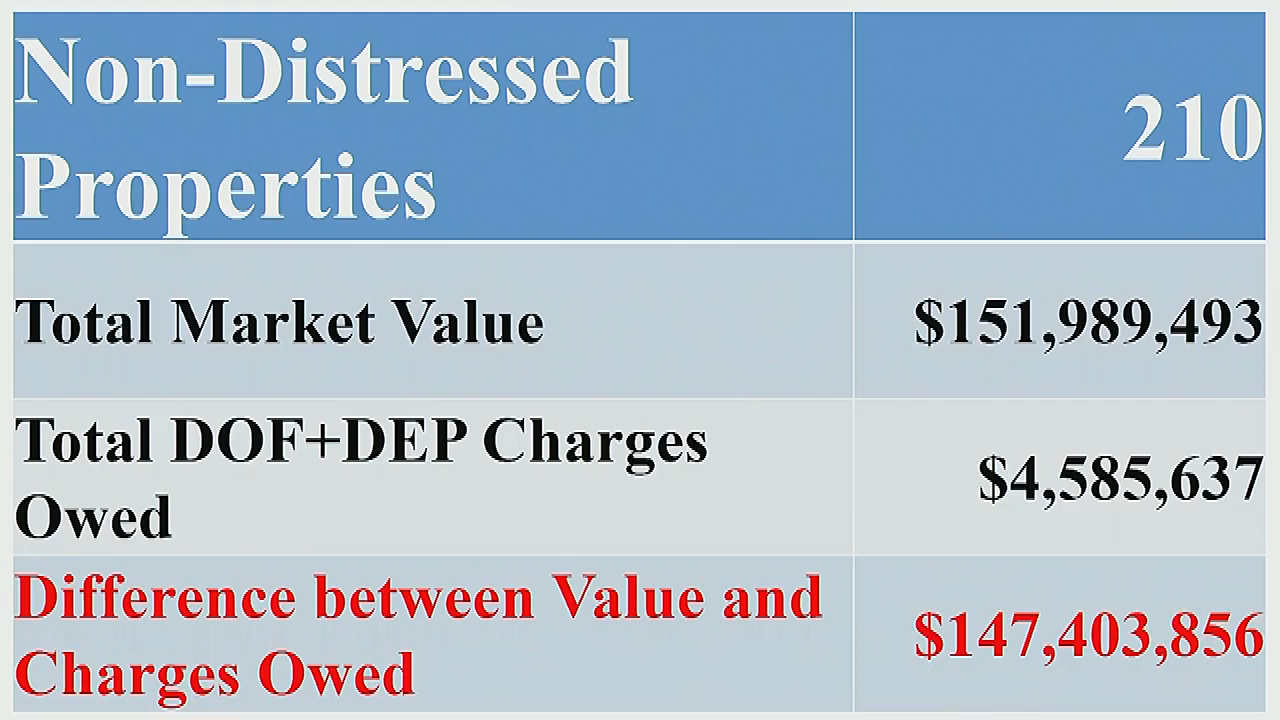 Non-Distressed
Properties
210
Total Market Value
$151,989,493
Total DOF+DEP Charges
Owed
$4,585,637
Difference between Value and
Charges Owed
$147,403,856